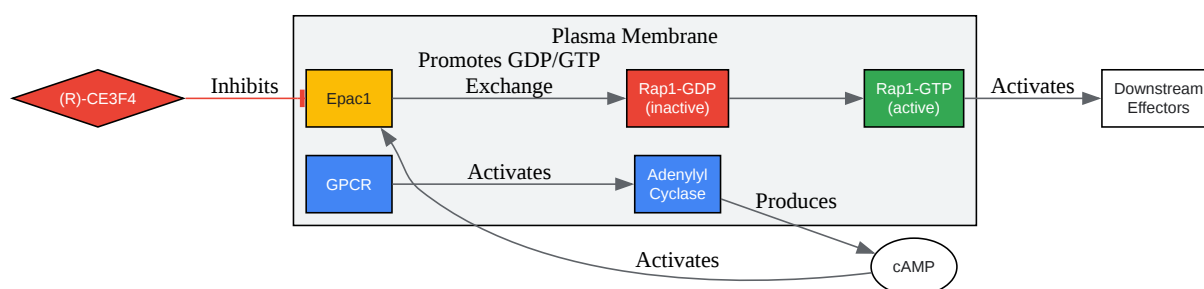 Plasma Membrane
(R)-CE3F4
Inhibits
Epac1
Promotes GDP/GTP
Exchange
Rap1-GDP
(inactive)
Rap1-GTP
(active)
Activates
Downstream
Effectors
GPCR
Activates
Adenylyl
Cyclase
Produces
Activates
cAMP